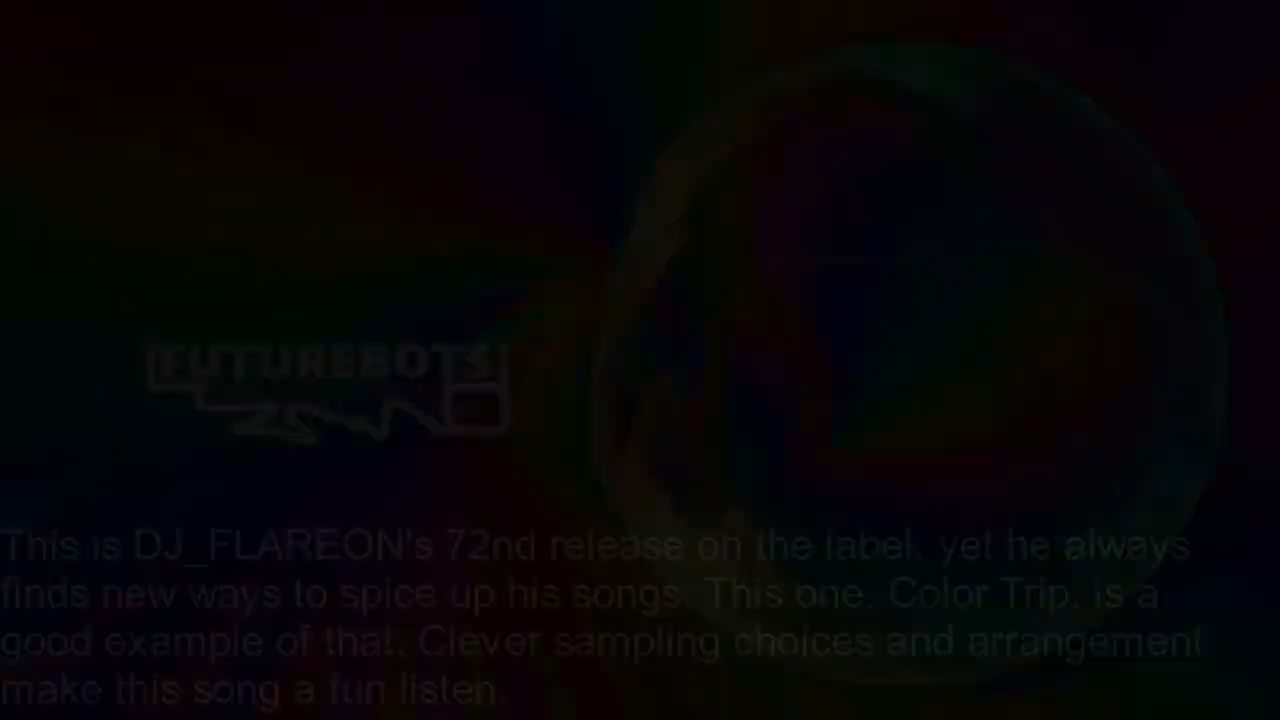 FUTUREBOTS
This is DJ_FLAREON's 72nd release on the label, yet he always
finds new ways to spice up his songs. This one, Color Trip, is a
good example of that. Clever sampling choices and arrangement
make this song a fun listen.